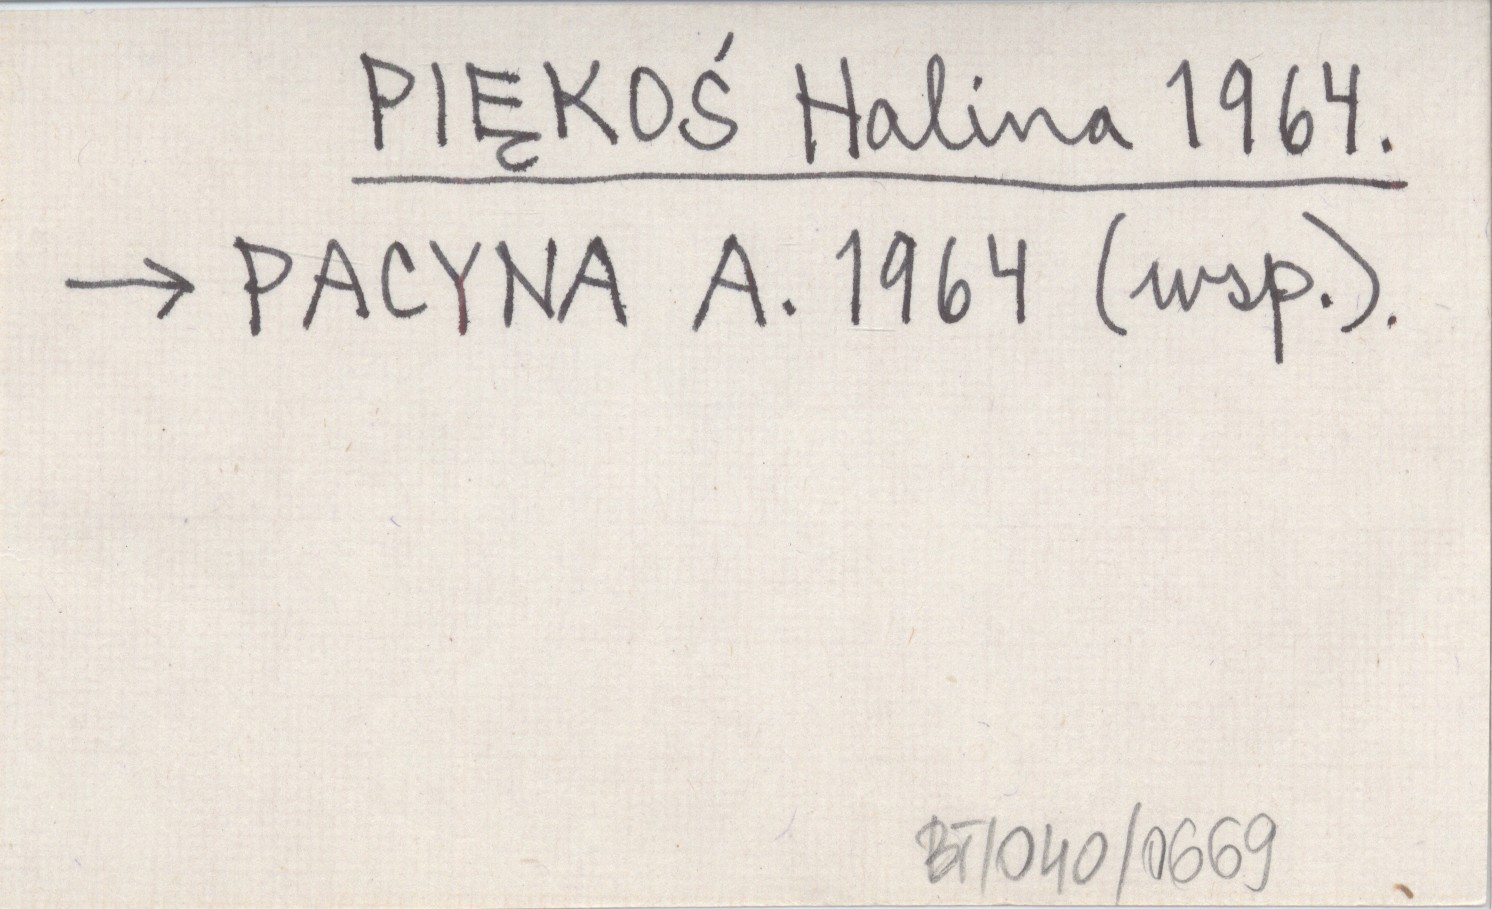 PIĘKOŚ Halina 1964.
→ PACYNA A. 1964 (wsp.).
BT/040/0669